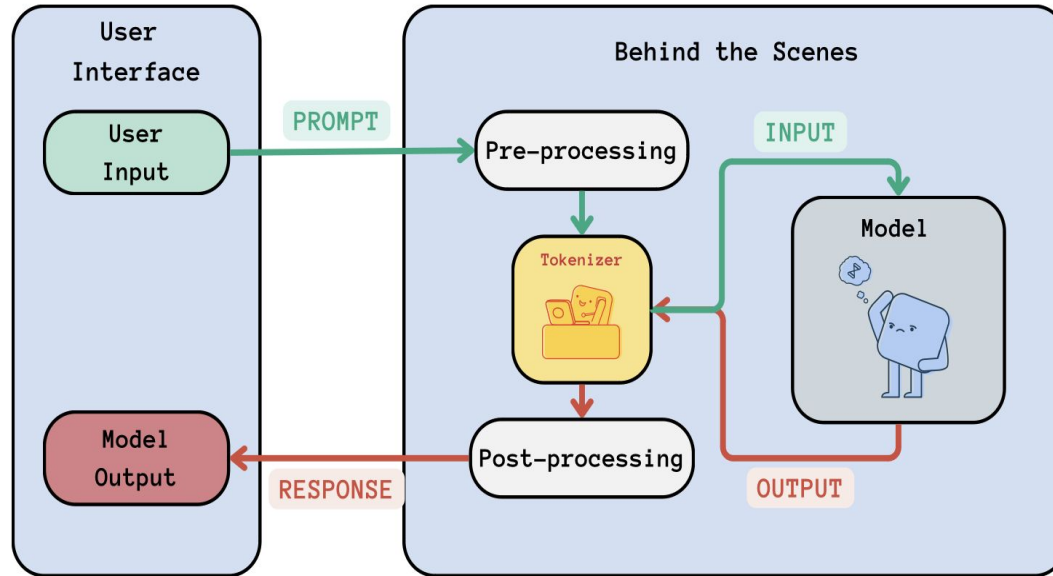 User
Interface
User
Input
PROMPT
Behind the Scenes
Pre-processing
INPUT
Tokenizer
Model
Model
Output
RESPONSE
Post-processing
OUTPUT